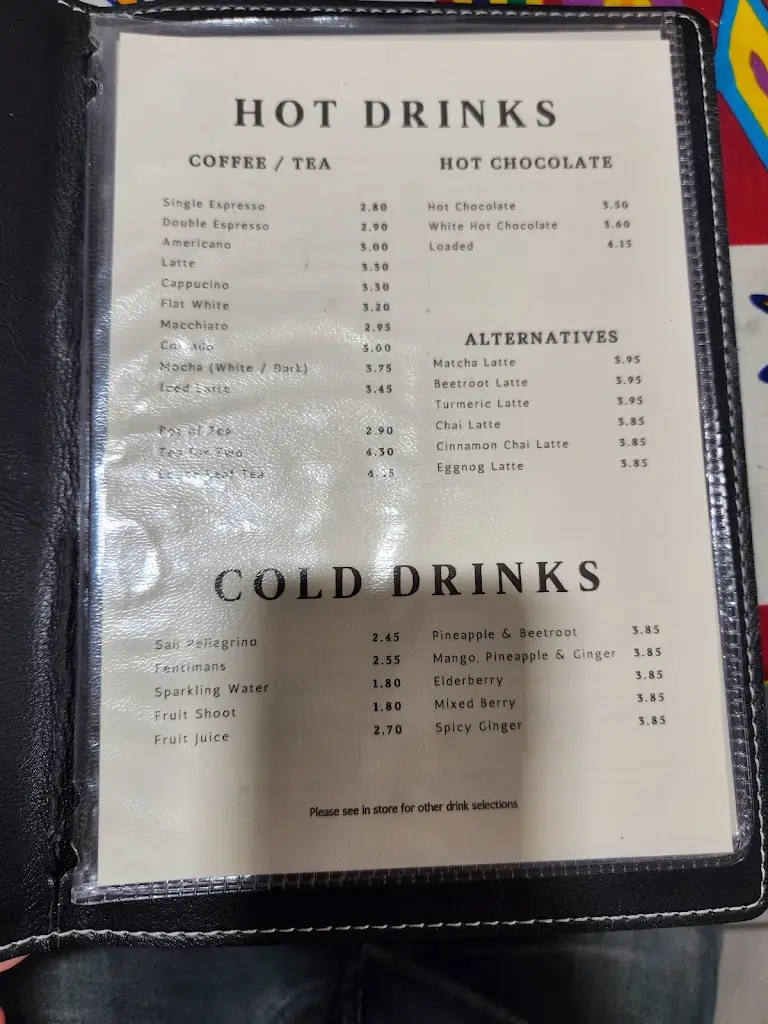 HOT DRINKS
COFFEE / TEA
Single Espresso 2.80
Double Espresso 2.90
Americano 3.00
Latte 3.30
Cappucino 3.30
Flat White 3.20
Macchiato 2.95
3.00
Mocha (White / Dark) 3.75
Iced Latte 3.45
Pot of Tea 2.90
Tea for Two 4.30
Loose Leaf Tea
HOT CHOCOLATE
Hot Chocolate 3.50
White Hot Chocolate 3.60
Loaded 4.15
ALTERNATIVES
Matcha Latte 3.95
Beetroot Latte 3.95
Turmeric Latte 3.95
Chai Latte 3.85
Cinnamon Chai Latte 3.85
Eggnog Latte 3.85
COLD DRINKS
San Pellagrino 2.45
Fentimans 2.55
Sparkling Water 1.80
Fruit Shoot 1.80
Fruit Juice 2.70
Pineapple & Beetroot 3.85
Mango, Pineapple & Ginger 3.85
Elderberry 3.85
Mixed Berry 3.85
Spicy Ginger 3.85
Please see in store for other drink selections